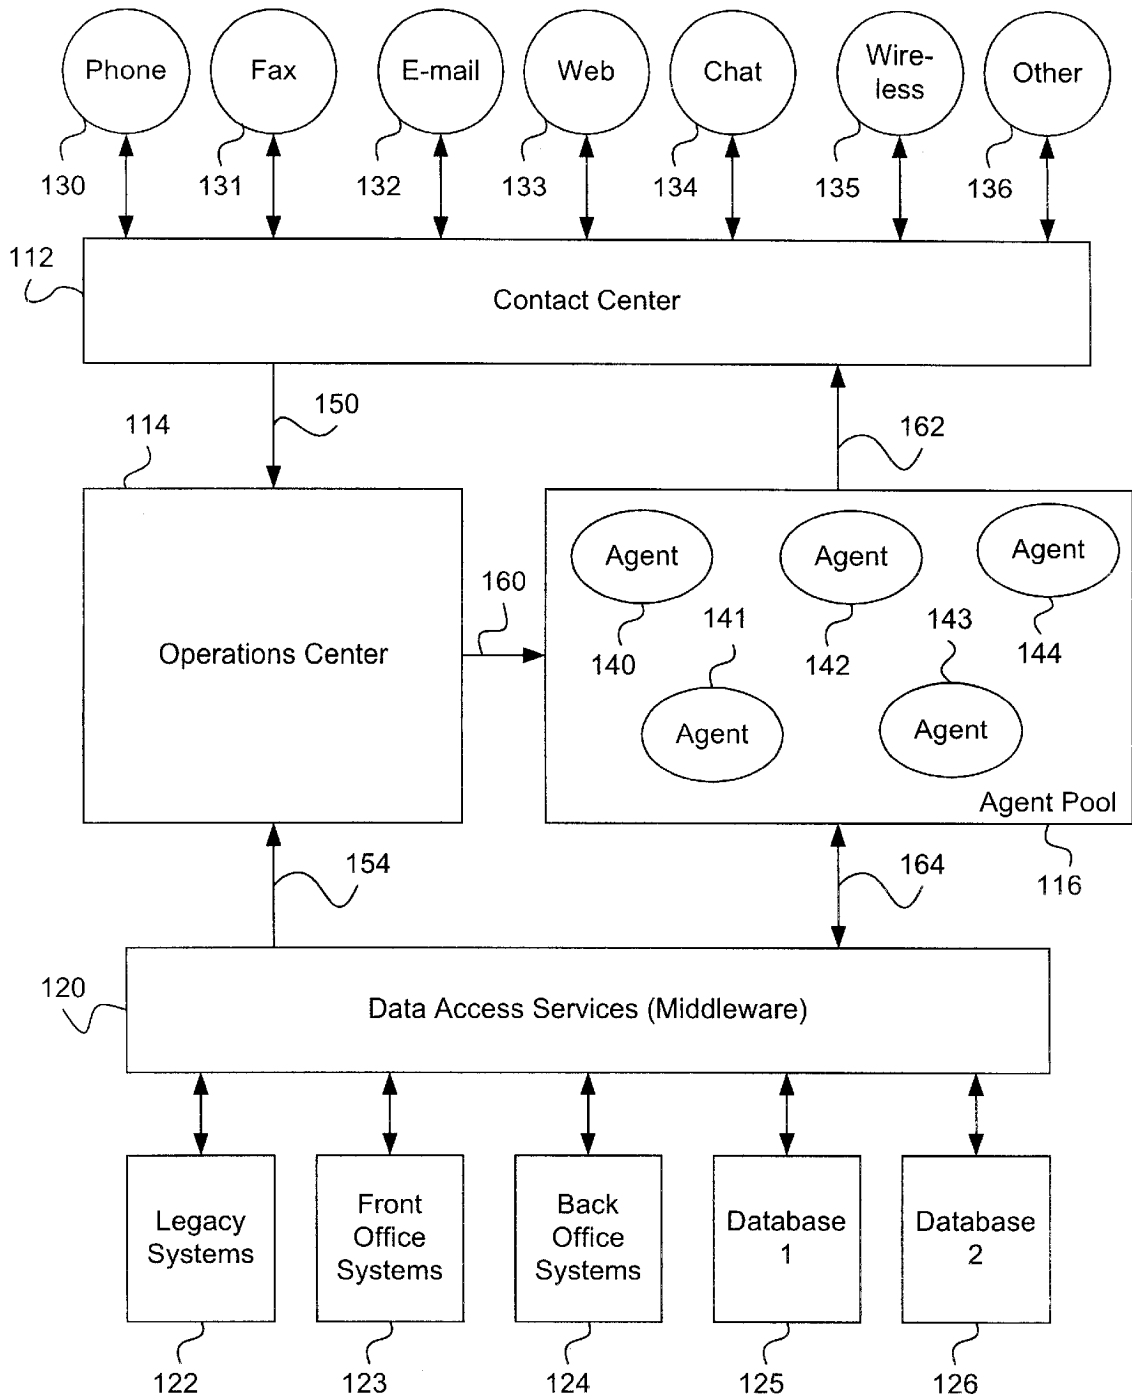 Phone
Fax
E-mail
Web
Chat
Wire-
less
Other
130
131
132
133
134
135
136
112
Contact Center
150
162
114
Agent
Agent
Agent
160
141
143
140
142
144
Operations Center
Agent
Agent
Agent Pool
154
164
116
120
Data Access Services (Middleware)
Legacy
Systems
Front
Office
Systems
Back
Office
Systems
Database
1
Database
2
122
123
124
125
126